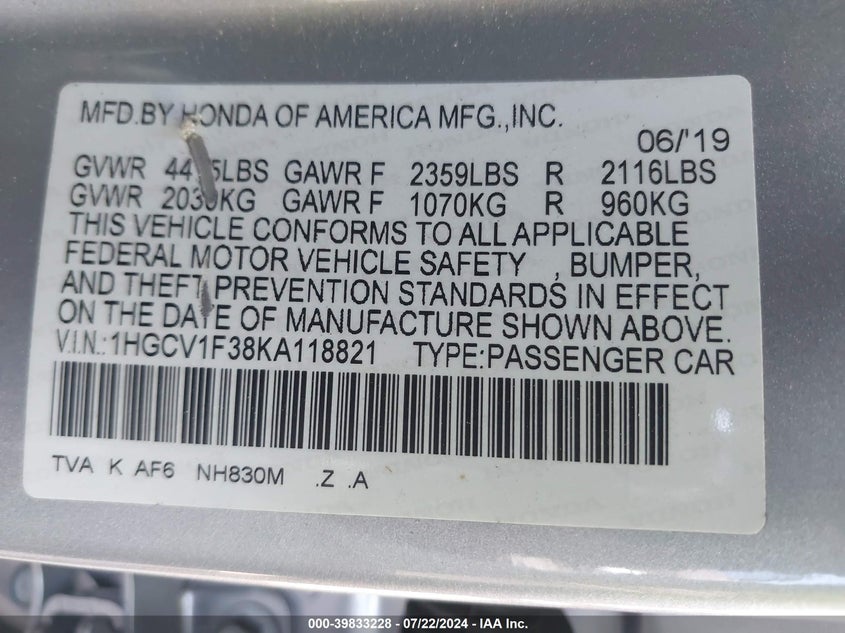 MFD.BY HONDA OF AMERICA MFG.,INC.
06/'19
GVWR LBS GAWR F 2359LBS R 2116LBS
GVWR KG GAWR F 1070KG R 960KG
THIS VEHICLE CONFORMS TO ALL APPLICABLE
FEDERAL MOTOR VEHICLE SAFETY , BUMPER,
AND THEFT PREVENTION STANDARDS IN EFFECT
ON THE DATE OF MANUFACTURE SHOWN ABOVE.
V.I.N.:1HGCV1F38KA118821 TYPE:PASSENGER CAR
TVA K AF6 NH830M .Z .A
000-39833228 - 07/22/2024 - IAA Inc.